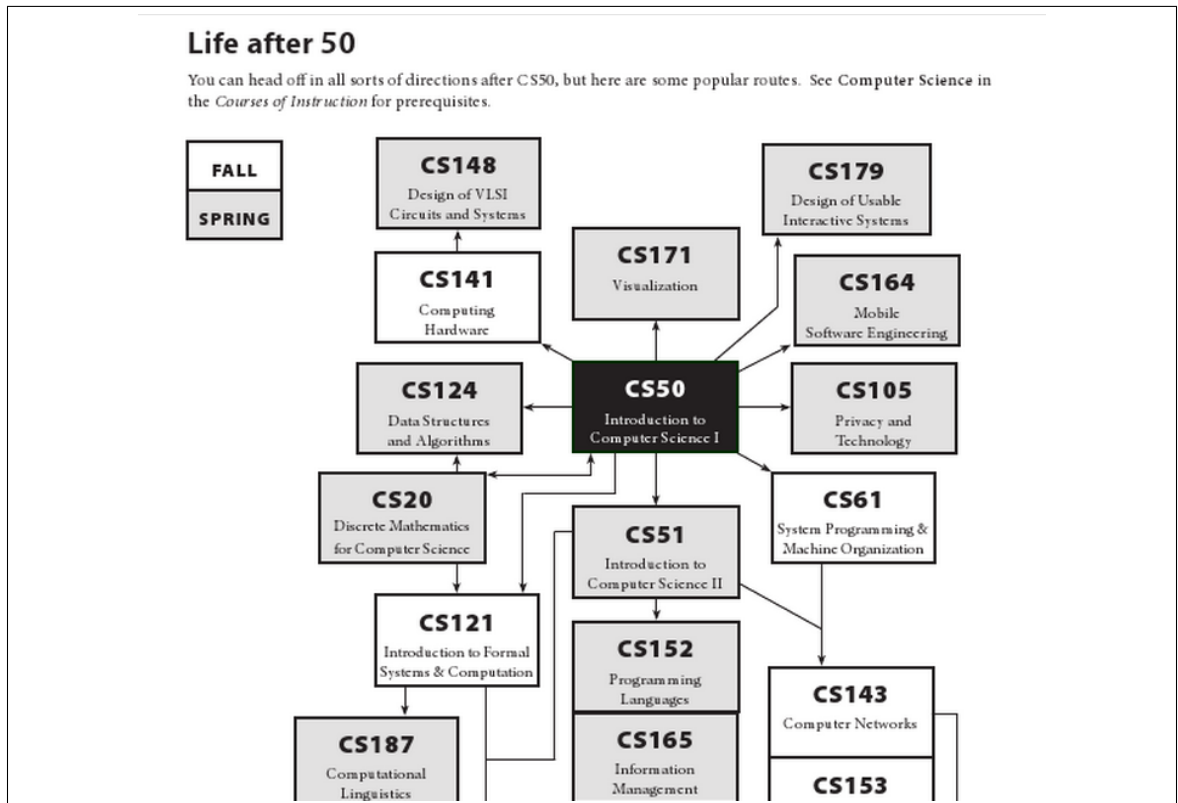 Life after 50
You can head off in all sorts of directions after CS50, but here are some popular routes. See Computer Science in
the Courses of Instruction for prerequisites.
FALL
SPRING
CS148
Design of VLSI
Circuits and Systems
CS179
Design of Usable
Interactive Systems
CS171
Visualization
CS141
Computing
Hardware
CS164
Mobile
Software Engineering
CS124
Data Structures
and Algorithms
CS50
Introduction to
Computer Science I
CS105
Privacy and
Technology
CS20
Discrete Mathematics
for Computer Science
CS51
Introduction to
Computer Science II
CS61
System Programming &
Machine Organization
CS121
Introduction to Formal
Systems & Computation
CS152
Programming
Languages
CS143
Computer Networks
CS187
Computational
Linguistics
CS165
Information
Management
CS153